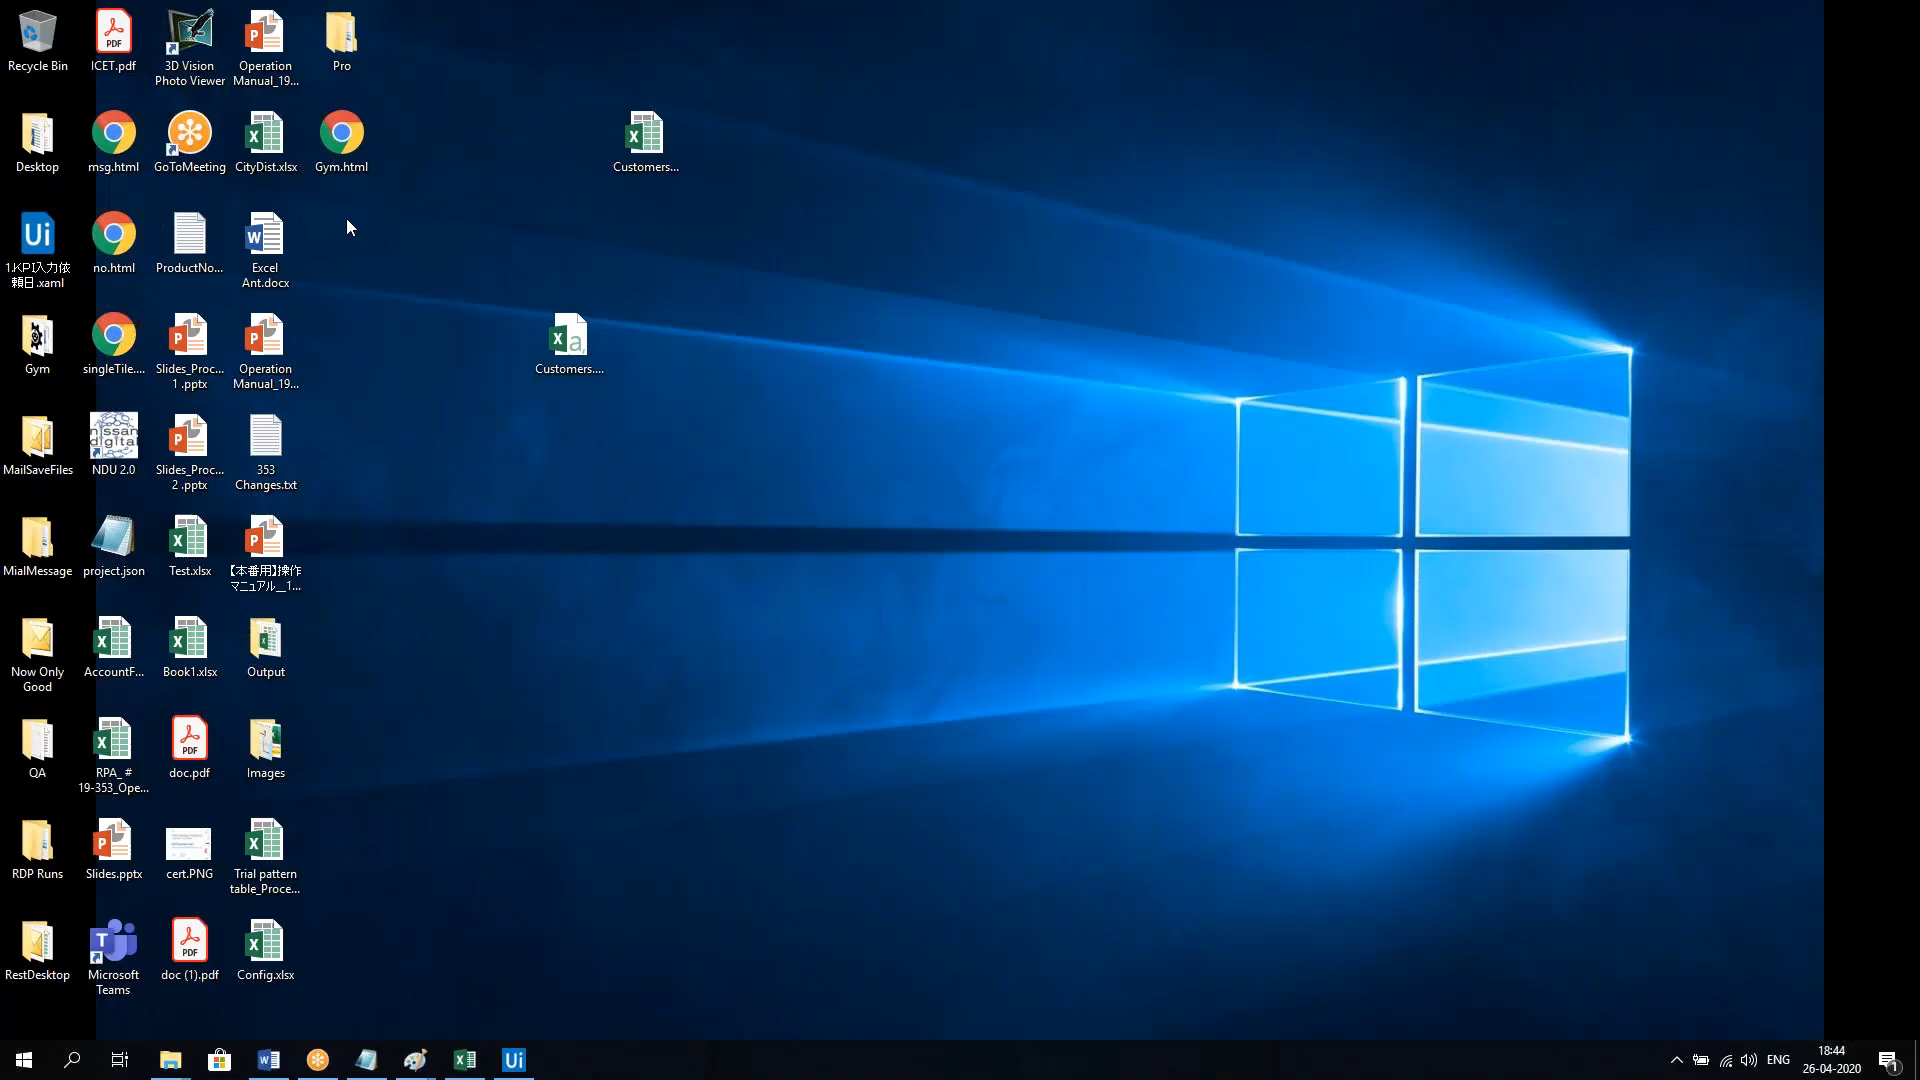 Recycle Bin
ICET.pdf
3D Vision
Photo Viewer
Operation
Manual_19...
Pro
Desktop
msg.html
GoToMeeting
CityDist.xlsx
Gym.html
Customers...
1.KPI入力依
頼日.xaml
no.html
ProductNo...
Excel
Ant.docx
Gym
singleTile....
Slides_Proc...
1 .pptx
Operation
Manual_19...
Customers....
MailSaveFiles
nissan
digital
NDU 2.0
Slides_Proc...
2 .pptx
353
Changes.txt
MialMessage
project.json
Test.xlsx
【本番用】操作
マニュアル__1...
Now Only
Good
AccountF...
Book1.xlsx
Output
QA
RPA_ #
19-353_Ope...
doc.pdf
Images
RDP Runs
Slides.pptx
cert.PNG
Trial pattern
table_Proce...
RestDesktop
Microsoft
Teams
doc (1).pdf
Config.xlsx
ENG
18:44
26-04-2020
1